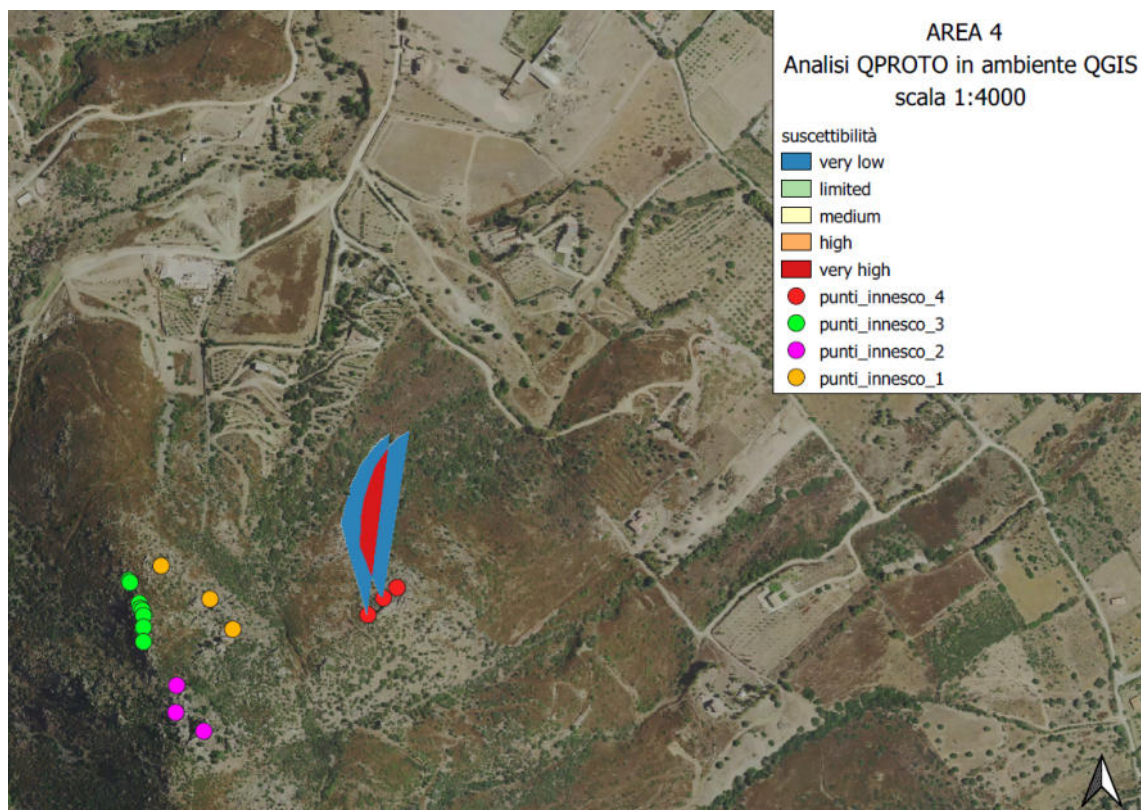 AREA 4
Analisi QPROTO in ambiente QGIS
scala 1:4000
suscettibilità
very low
limited
medium
high
very high
punti_innesco_4
punti_innesco_3
punti_innesco_2
punti_innesco_1